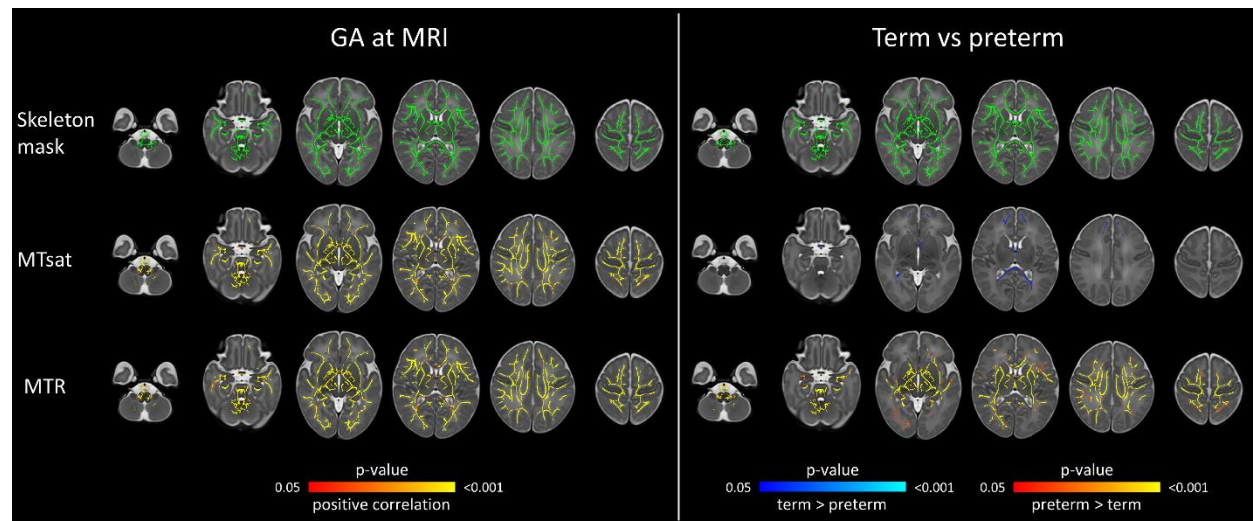 GA at MRI
Term vs preterm
Skeleton
mask
MTsat
MTR
p-value
0.05 <0.001
positive correlation
p-value
0.05 <0.001
term > preterm
p-value
0.05 <0.001
preterm > term